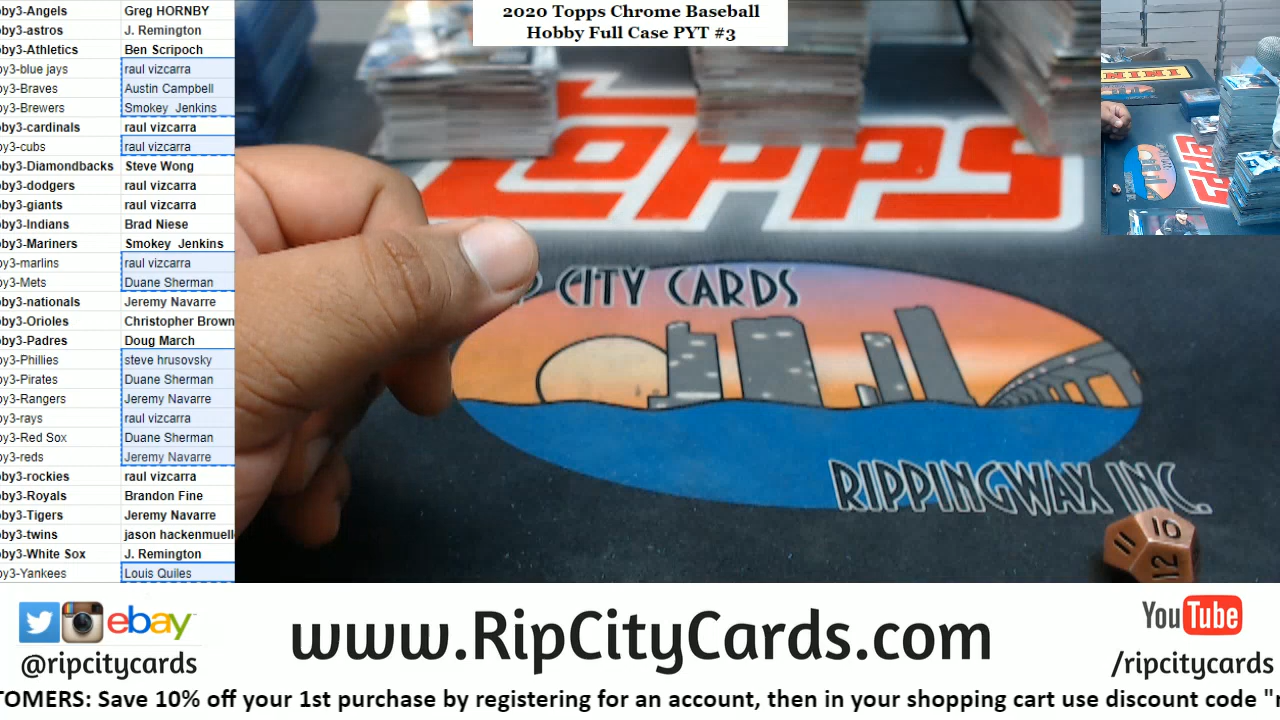 2020 Topps Chrome Baseball
Hobby Full Case PYT #3
by3-Angels Greg HORNBY
by3-astros J. Remington
by3-Athletics Ben Scripoch
by3-blue jays raul vizcarra
by3-Braves Austin Campbell
by3-Brewers Smokey Jenkins
by3-cardinals raul vizcarra
by3-cubs raul vizcarra
by3-Diamondbacks Steve Wong
by3-dodgers raul vizcarra
by3-giants raul vizcarra
by3-Indians Brad Niese
by3-Mariners Smokey Jenkins
by3-marlins raul vizcarra
by3-Mets Duane Sherman
by3-nationals Jeremy Navarre
by3-Orioles Christopher Brown
by3-Padres Doug March
by3-Phillies steve hrusovsky
by3-Pirates Duane Sherman
by3-Rangers Jeremy Navarre
by3-rays raul vizcarra
by3-Red Sox Duane Sherman
by3-reds Jeremy Navarre
by3-rockies raul vizcarra
by3-Royals Brandon Fine
by3-Tigers Jeremy Navarre
by3-twins jason hackenmuell
by3-White Sox J. Remington
by3-Yankees Louis Quiles
TOPPS
P CITY CARDS
RIPPINGWAX INC.
11 10
12
ebay
@ripcitycards
www.RipCityCards.com
YouTube
/ripcitycards
TOMERS: Save 10% off your 1st purchase by registering for an account, then in your shopping cart use discount code "